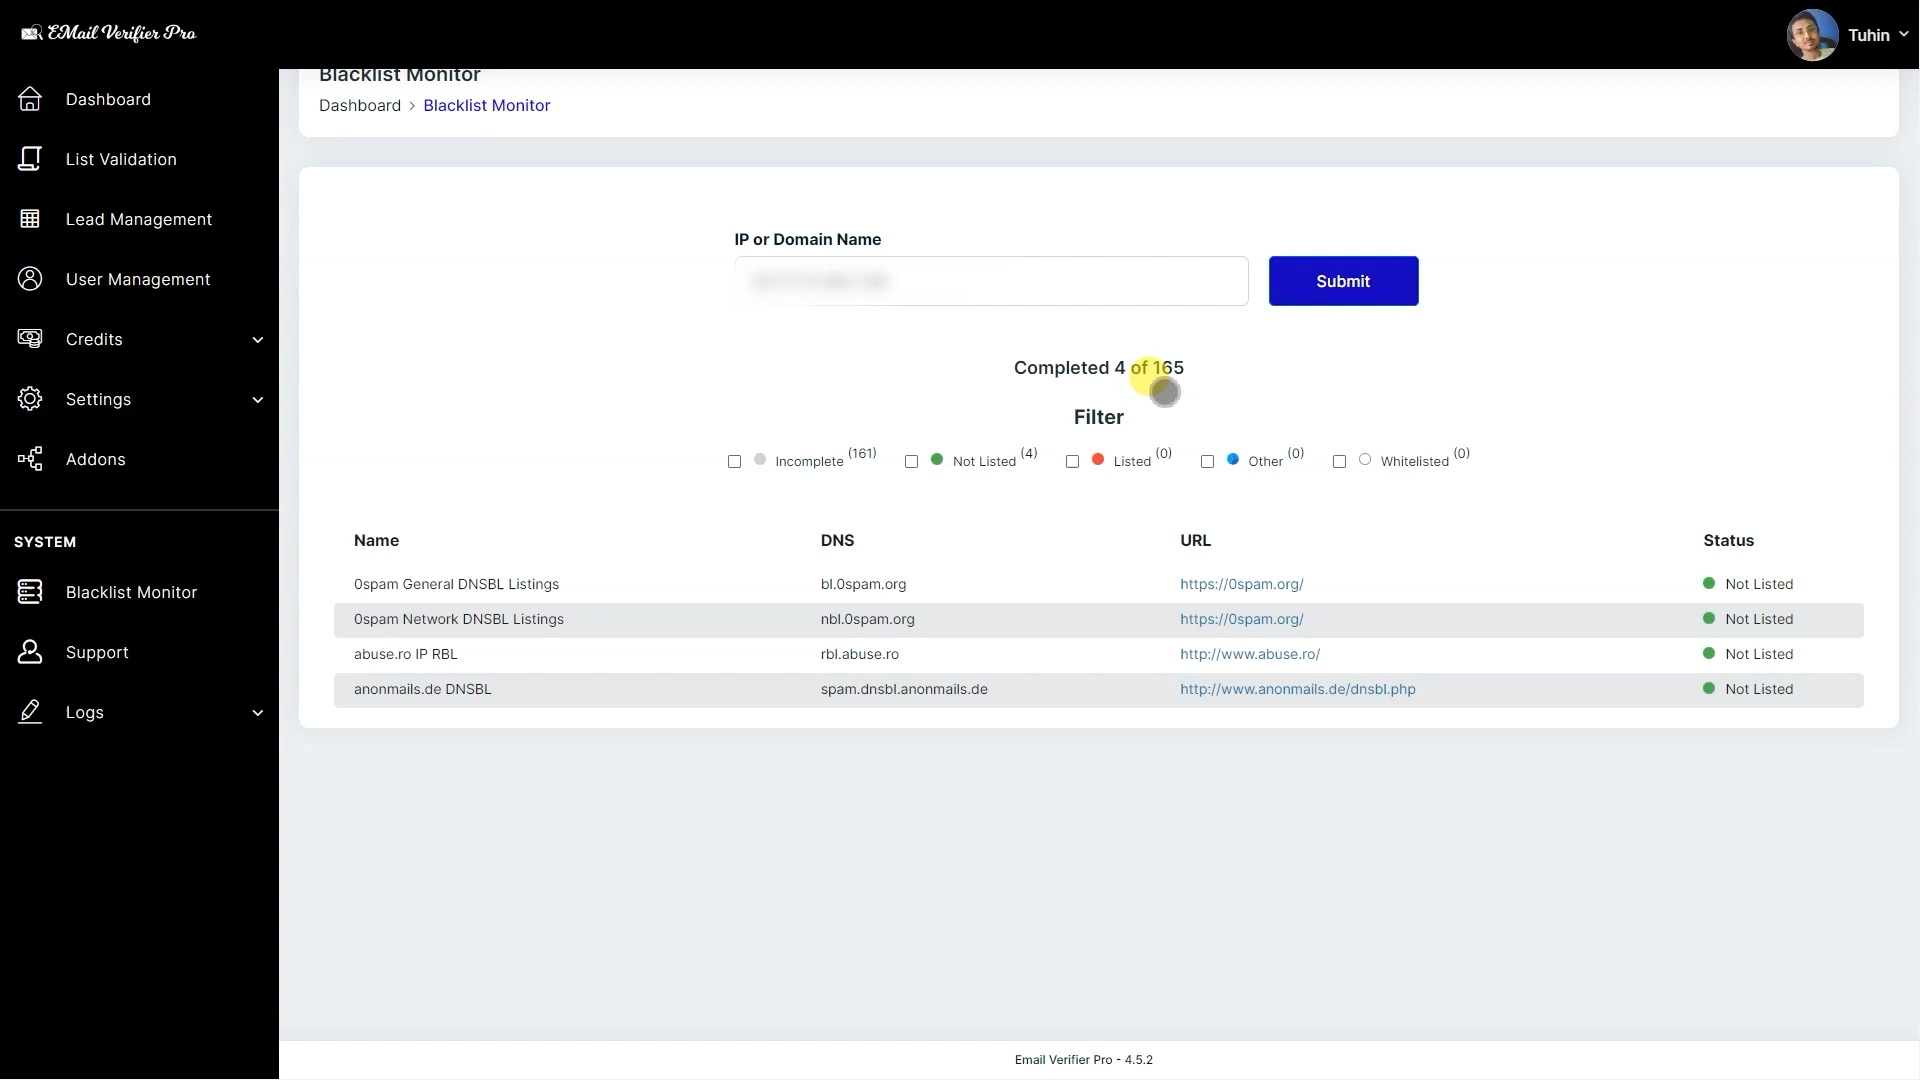 EMail Verifier Pro
Tuhin
Dashboard
List Validation
Lead Management
User Management
Credits
Settings
Addons
SYSTEM
Blacklist Monitor
Support
Logs
Blacklist Monitor
Dashboard > Blacklist Monitor
IP or Domain Name
Submit
Completed 4 of 165
Filter
Incomplete (161) Not Listed (4) Listed (0) Other (0) Whitelisted (0)
Name DNS URL Status
0spam General DNSBL Listings bl.0spam.org https://0spam.org/ Not Listed
0spam Network DNSBL Listings nbl.0spam.org https://0spam.org/ Not Listed
abuse.ro IP RBL rbl.abuse.ro http://www.abuse.ro/ Not Listed
anonmails.de DNSBL spam.dnsbl.anonmails.de http://www.anonmails.de/dnsbl.php Not Listed
Email Verifier Pro - 4.5.2